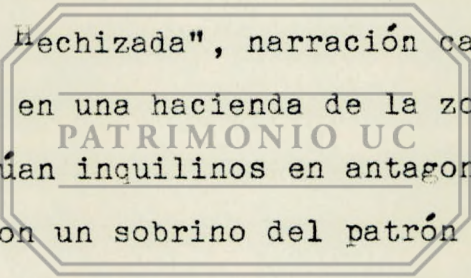 Hechizada", narración ca
en una hacienda de la zo
PATRIMONIO UC
úan inquilinos en antagon
on un sobrino del patrón